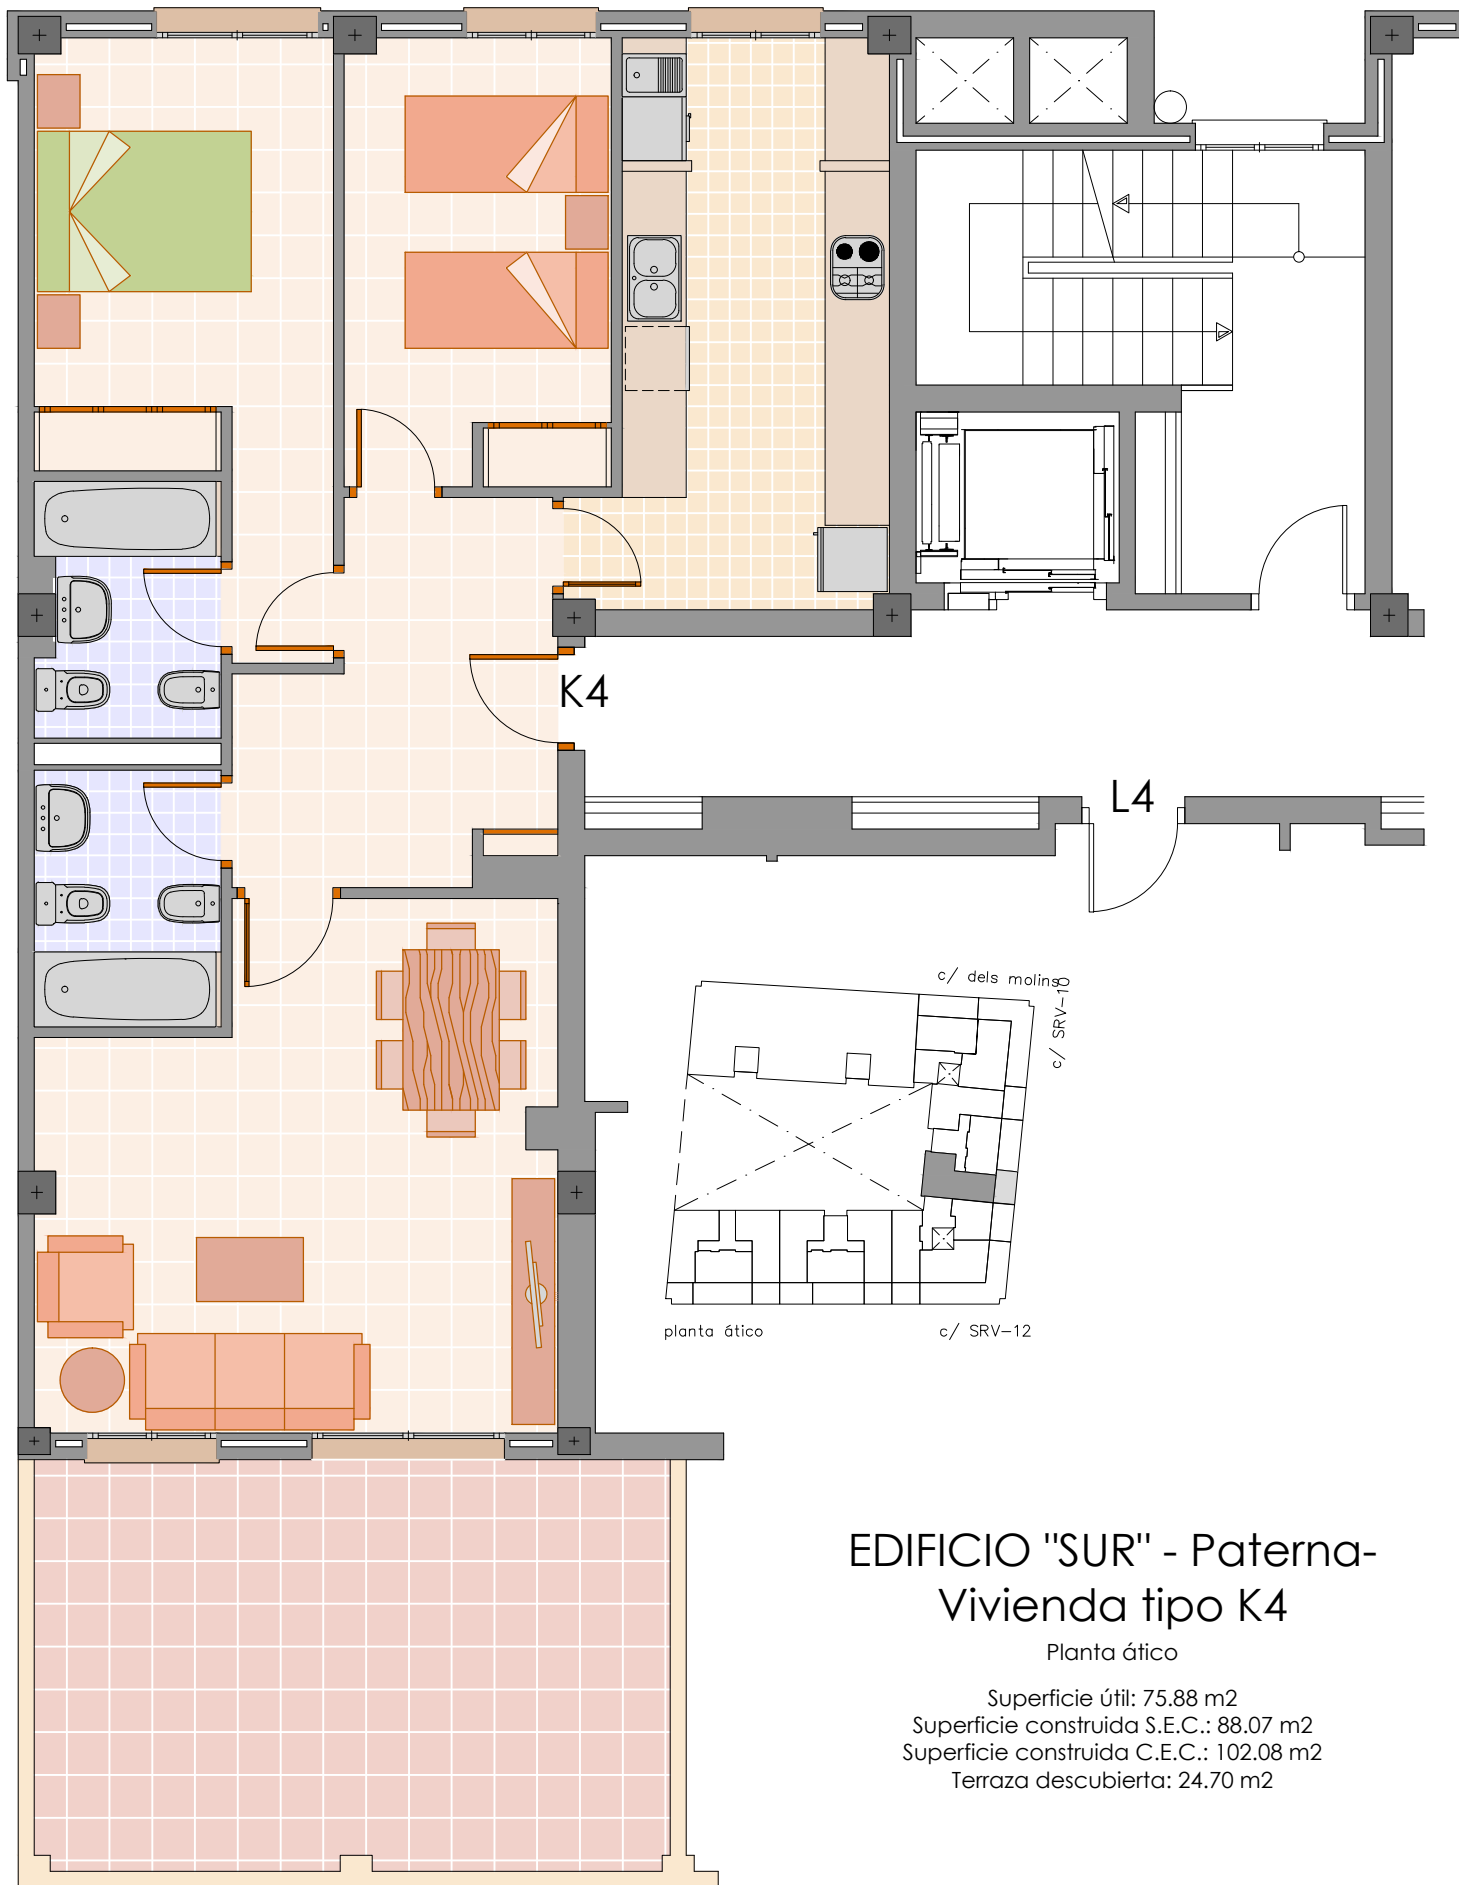 K4
L4
c/ dels molins
c/ SRV-10
planta ático
c/ SRV-12
EDIFICIO "SUR" - Paterna-
Vivienda tipo K4
Planta ático
Superficie útil: 75.88 m2
Superficie construida S.E.C.: 88.07 m2
Superficie construida C.E.C.: 102.08 m2
Terraza descubierta: 24.70 m2